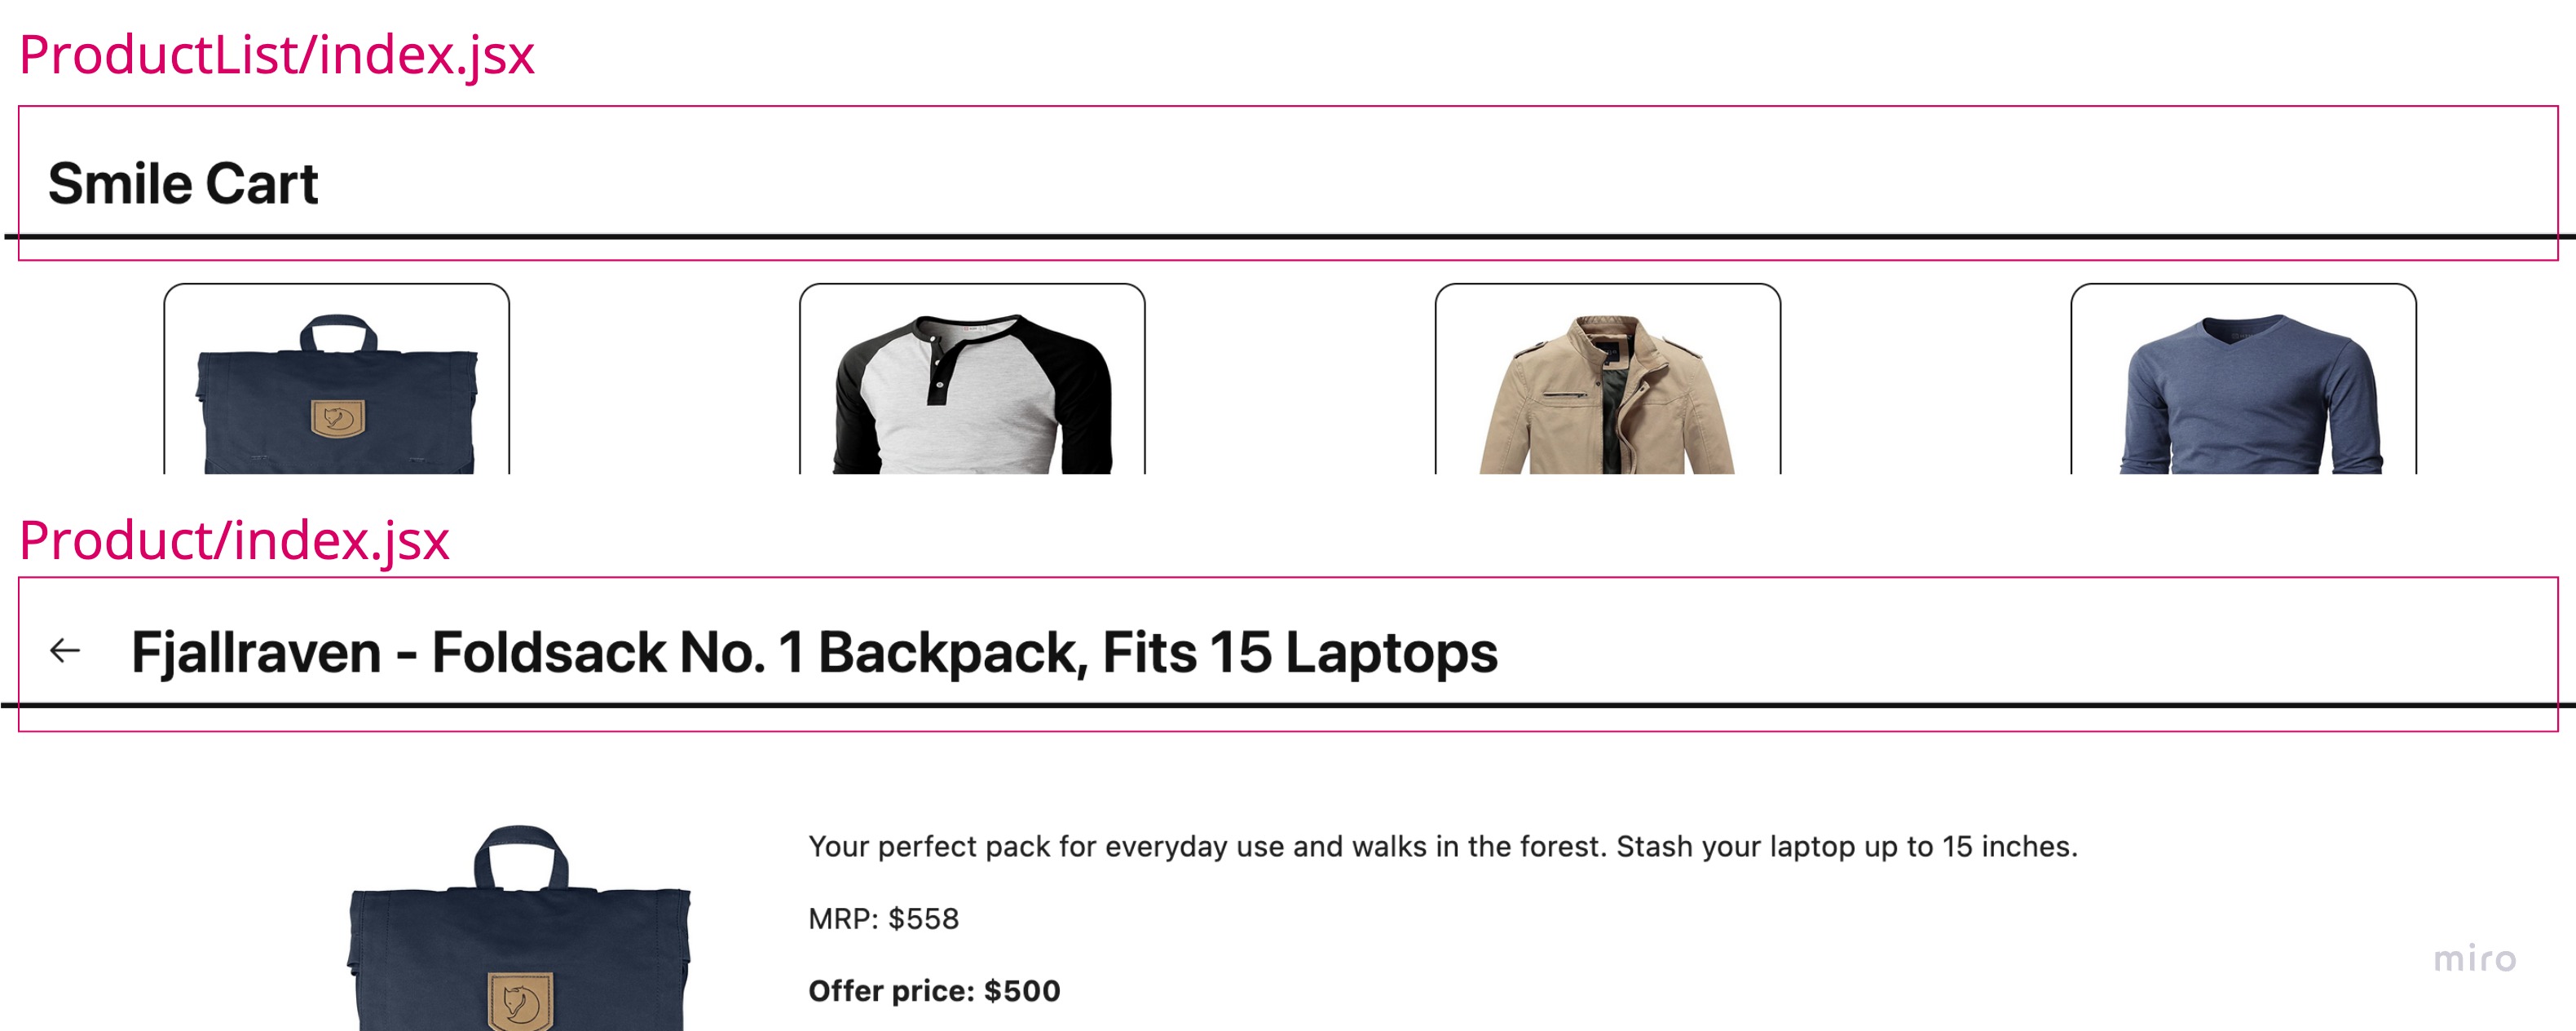 ProductList/index.jsx
Smile Cart
Product/index.jsx
← Fjallraven - Foldsack No. 1 Backpack, Fits 15 Laptops
Your perfect pack for everyday use and walks in the forest. Stash your laptop up to 15 inches.
MRP: $558
Offer price: $500
miro